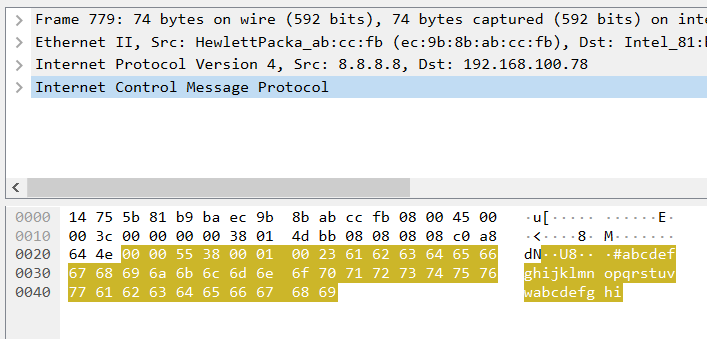 Frame 779: 74 bytes on wire (592 bits), 74 bytes captured (592 bits) on inte
Ethernet II, Src: HewlettPacka_ab:cc:fb (ec:9b:8b:ab:cc:fb), Dst: Intel_81:b
Internet Protocol Version 4, Src: 8.8.8.8, Dst: 192.168.100.78
Internet Control Message Protocol
0000 14 75 5b 81 b9 ba ec 9b 8b ab cc fb 08 00 45 00 ·u[····· ······E·
0010 00 3c 00 00 00 00 38 01 4d bb 08 08 08 08 c0 a8 ·<····8· M·······
0020 64 4e 00 00 55 38 00 01 00 23 61 62 63 64 65 66 dN··U8·· ·#abcdef
0030 67 68 69 6a 6b 6c 6d 6e 6f 70 71 72 73 74 75 76 ghijklmn opqrstuv
0040 77 61 62 63 64 65 66 67 68 69 wabcdefg hi